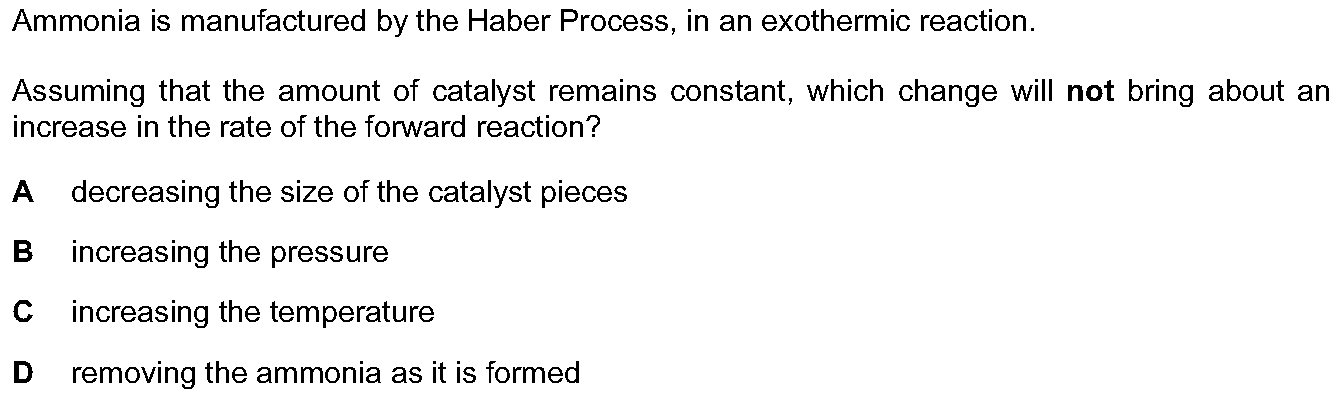 Ammonia is manufactured by the Haber Process, in an exothermic reaction.
Assuming that the amount of catalyst remains constant, which change will not bring about an
increase in the rate of the forward reaction?
A decreasing the size of the catalyst pieces
B increasing the pressure
C increasing the temperature
D removing the ammonia as it is formed